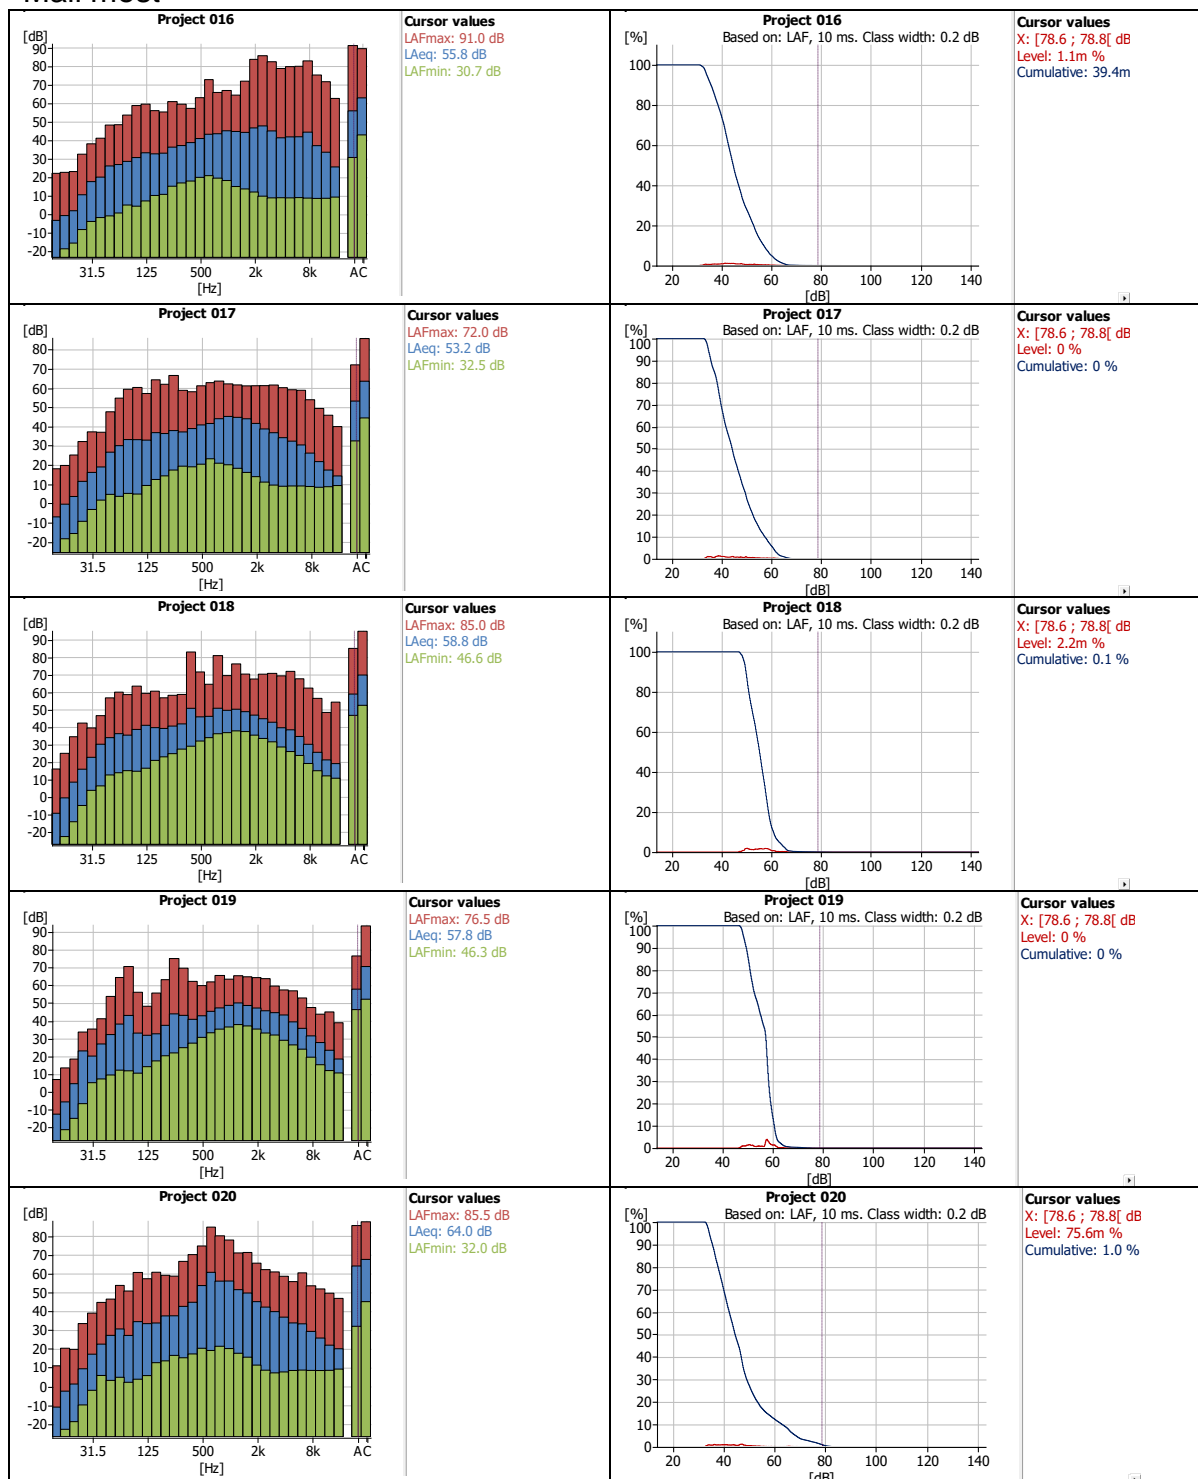 Project 016
[dB]
90
80
70
60
50
40
30
20
10
0
-10
-20
31.5 125 500 2k 8k AC
[Hz]
Cursor values
LAFmax: 91.0 dB
LAeq: 55.8 dB
LAFmin: 30.7 dB
Project 016
[%] Based on: LAF, 10 ms. Class width: 0.2 dB
100
80
60
40
20
0
20 40 60 80 100 120 140
[dB]
Cursor values
X: [78.6 ; 78.8[ dB
Level: 1.1m %
Cumulative: 39.4m
Project 017
[dB]
80
70
60
50
40
30
20
10
0
-10
-20
31.5 125 500 2k 8k AC
[Hz]
Cursor values
LAFmax: 72.0 dB
LAeq: 53.2 dB
LAFmin: 32.5 dB
Project 017
[%] Based on: LAF, 10 ms. Class width: 0.2 dB
100
90
80
70
60
50
40
30
20
10
0
20 40 60 80 100 120 140
[dB]
Cursor values
X: [78.6 ; 78.8[ dB
Level: 0 %
Cumulative: 0 %
Project 018
[dB]
90
80
70
60
50
40
30
20
10
0
-10
-20
31.5 125 500 2k 8k AC
[Hz]
Cursor values
LAFmax: 85.0 dB
LAeq: 58.8 dB
LAFmin: 46.6 dB
Project 018
[%] Based on: LAF, 10 ms. Class width: 0.2 dB
100
80
60
40
20
0
20 40 60 80 100 120 140
[dB]
Cursor values
X: [78.6 ; 78.8[ dB
Level: 2.2m %
Cumulative: 0.1 %
Project 019
[dB]
90
80
70
60
50
40
30
20
10
0
-10
-20
31.5 125 500 2k 8k AC
[Hz]
Cursor values
LAFmax: 76.5 dB
LAeq: 57.8 dB
LAFmin: 46.3 dB
Project 019
[%] Based on: LAF, 10 ms. Class width: 0.2 dB
100
90
80
70
60
50
40
30
20
10
0
20 40 60 80 100 120 140
[dB]
Cursor values
X: [78.6 ; 78.8[ dB
Level: 0 %
Cumulative: 0 %
Project 020
[dB]
80
70
60
50
40
30
20
10
0
-10
-20
31.5 125 500 2k 8k AC
[Hz]
Cursor values
LAFmax: 85.5 dB
LAeq: 64.0 dB
LAFmin: 32.0 dB
Project 020
[%] Based on: LAF, 10 ms. Class width: 0.2 dB
100
90
80
70
60
50
40
30
20
10
0
20 40 60 80 100 120 140
[dB]
Cursor values
X: [78.6 ; 78.8[ dB
Level: 75.6m %
Cumulative: 1.0 %